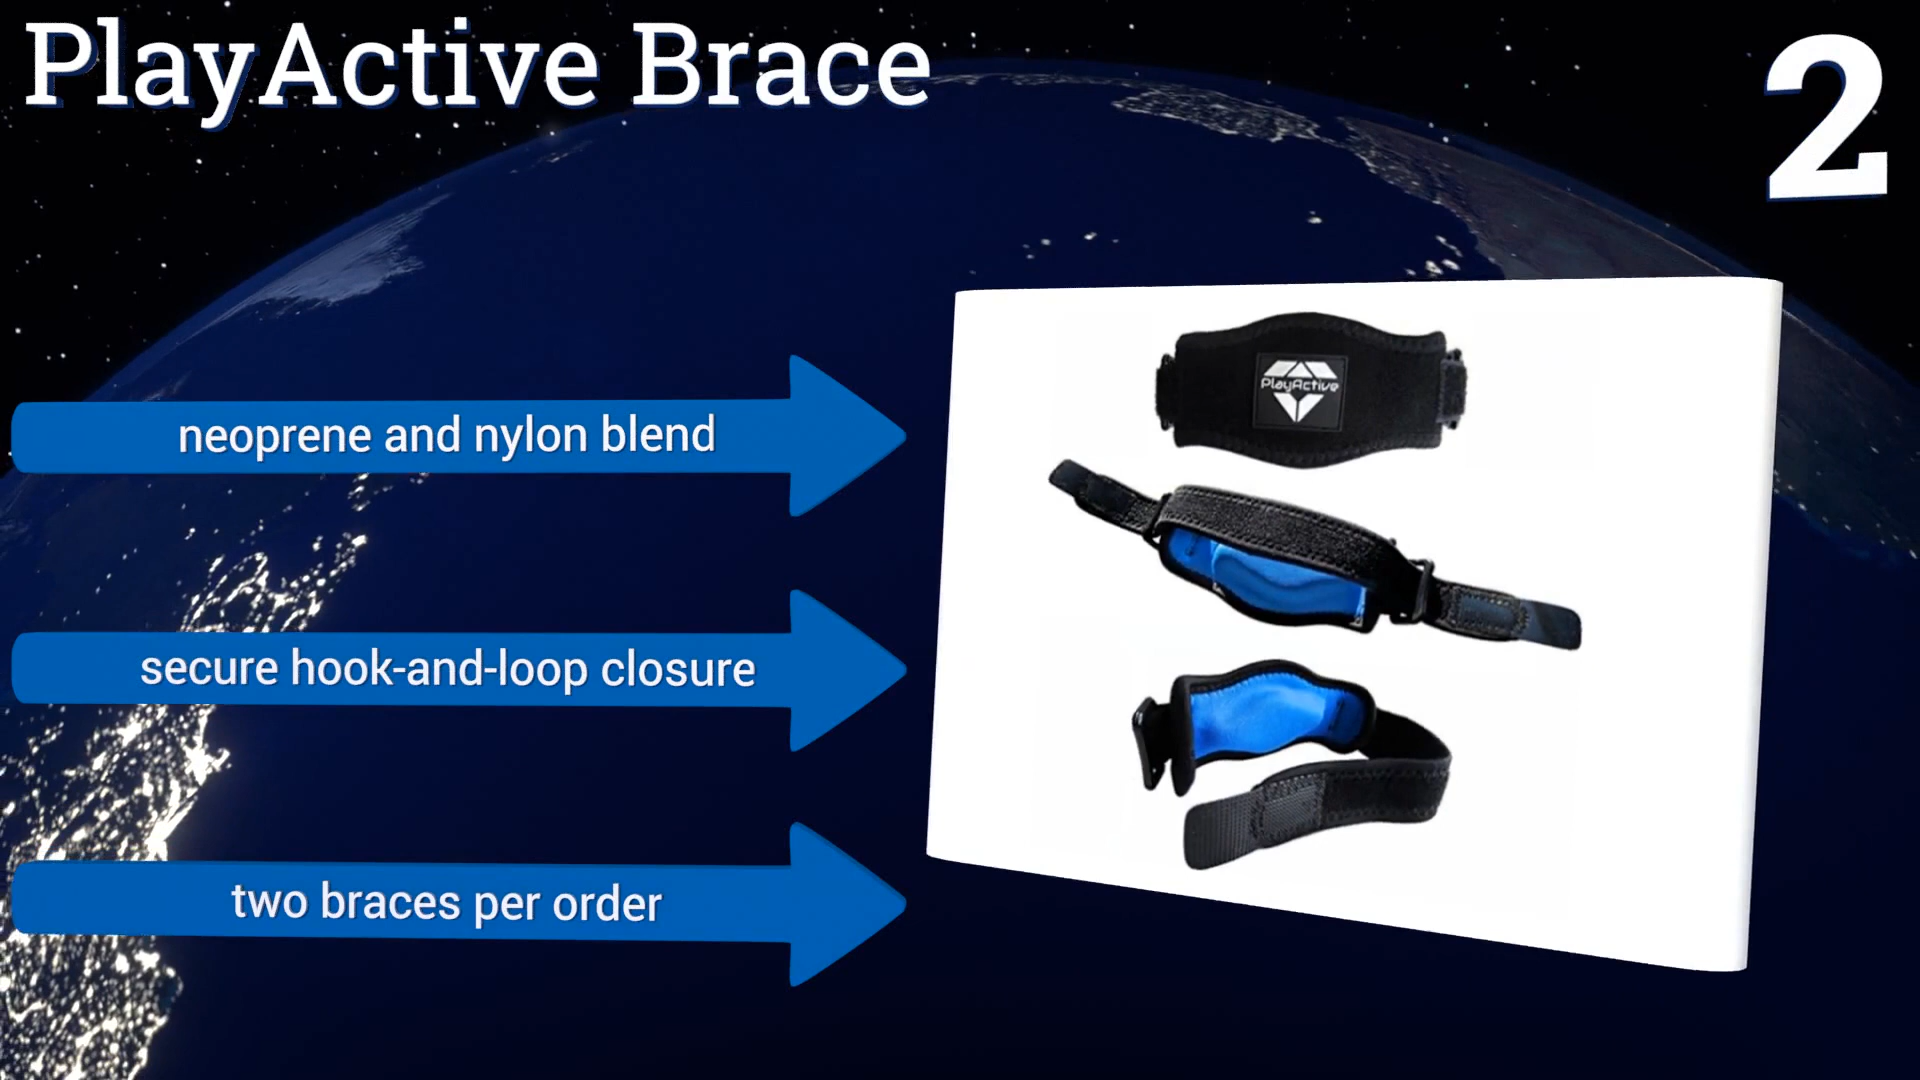 PlayActive Brace
2
neoprene and nylon blend
PlayActive
secure hook-and-loop closure
two braces per order